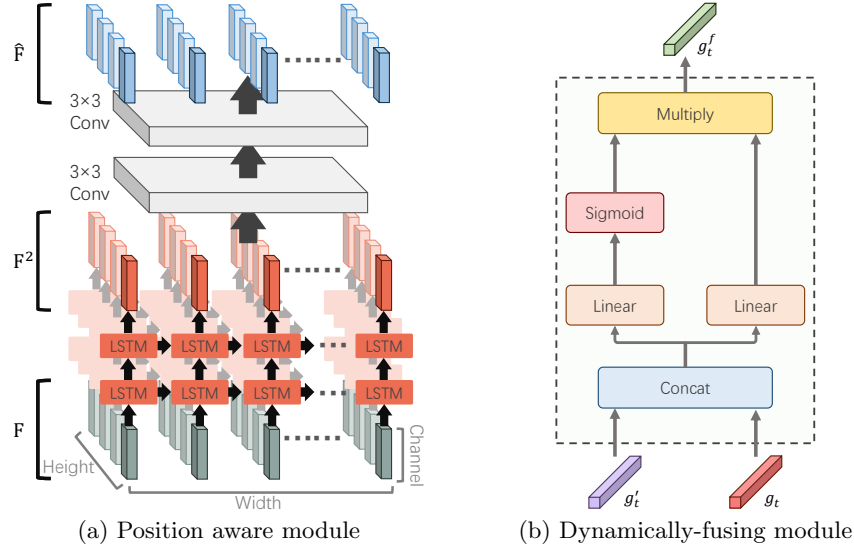 F̂
3×3
Conv
3×3
Conv
F²
LSTM LSTM LSTM LSTM
LSTM LSTM LSTM LSTM
F
Height
Width
Channel
(a) Position aware module
g_t^f
Multiply
Sigmoid
Linear Linear
Concat
g_t′ g_t
(b) Dynamically-fusing module